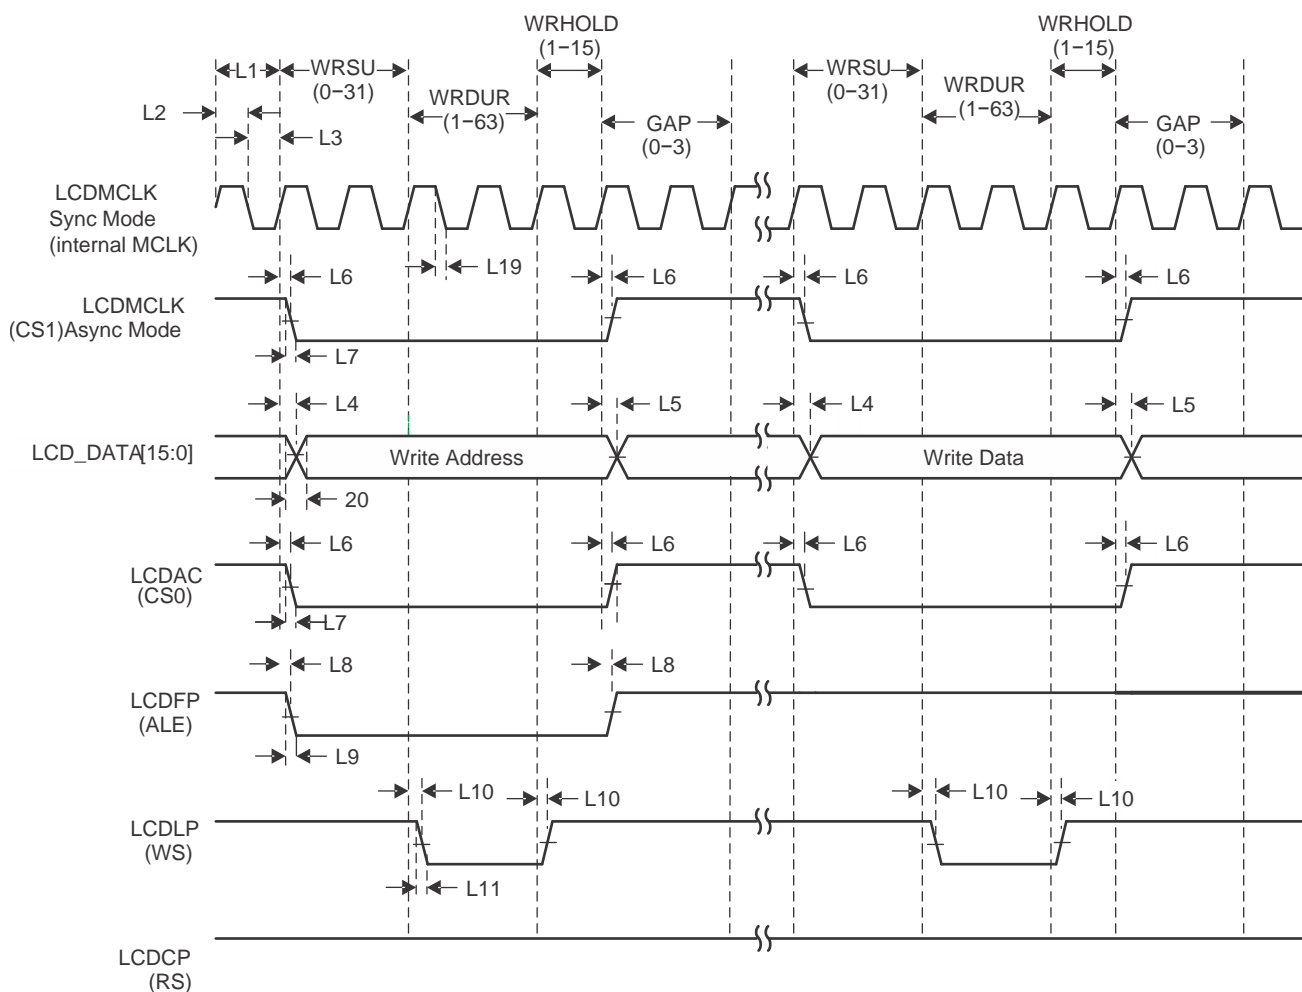 WRHOLD
(1−15)
WRHOLD
(1−15)
L1
WRSU
(0−31)
WRSU
(0−31)
L2
WRDUR
(1−63)
WRDUR
(1−63)
L3
GAP
(0−3)
GAP
(0−3)
LCDMCLK
Sync Mode
(internal MCLK)
L19
L6
L6
L6
L6
LCDMCLK
(CS1)Async Mode
L7
L4
L5
L4
L5
LCD_DATA[15:0]
Write Address
Write Data
20
L6
L6
L6
L6
LCDAC
(CS0)
L7
L8
L8
LCDFP
(ALE)
L9
L10
L10
L10
L10
LCDLP
(WS)
L11
LCDCP
(RS)